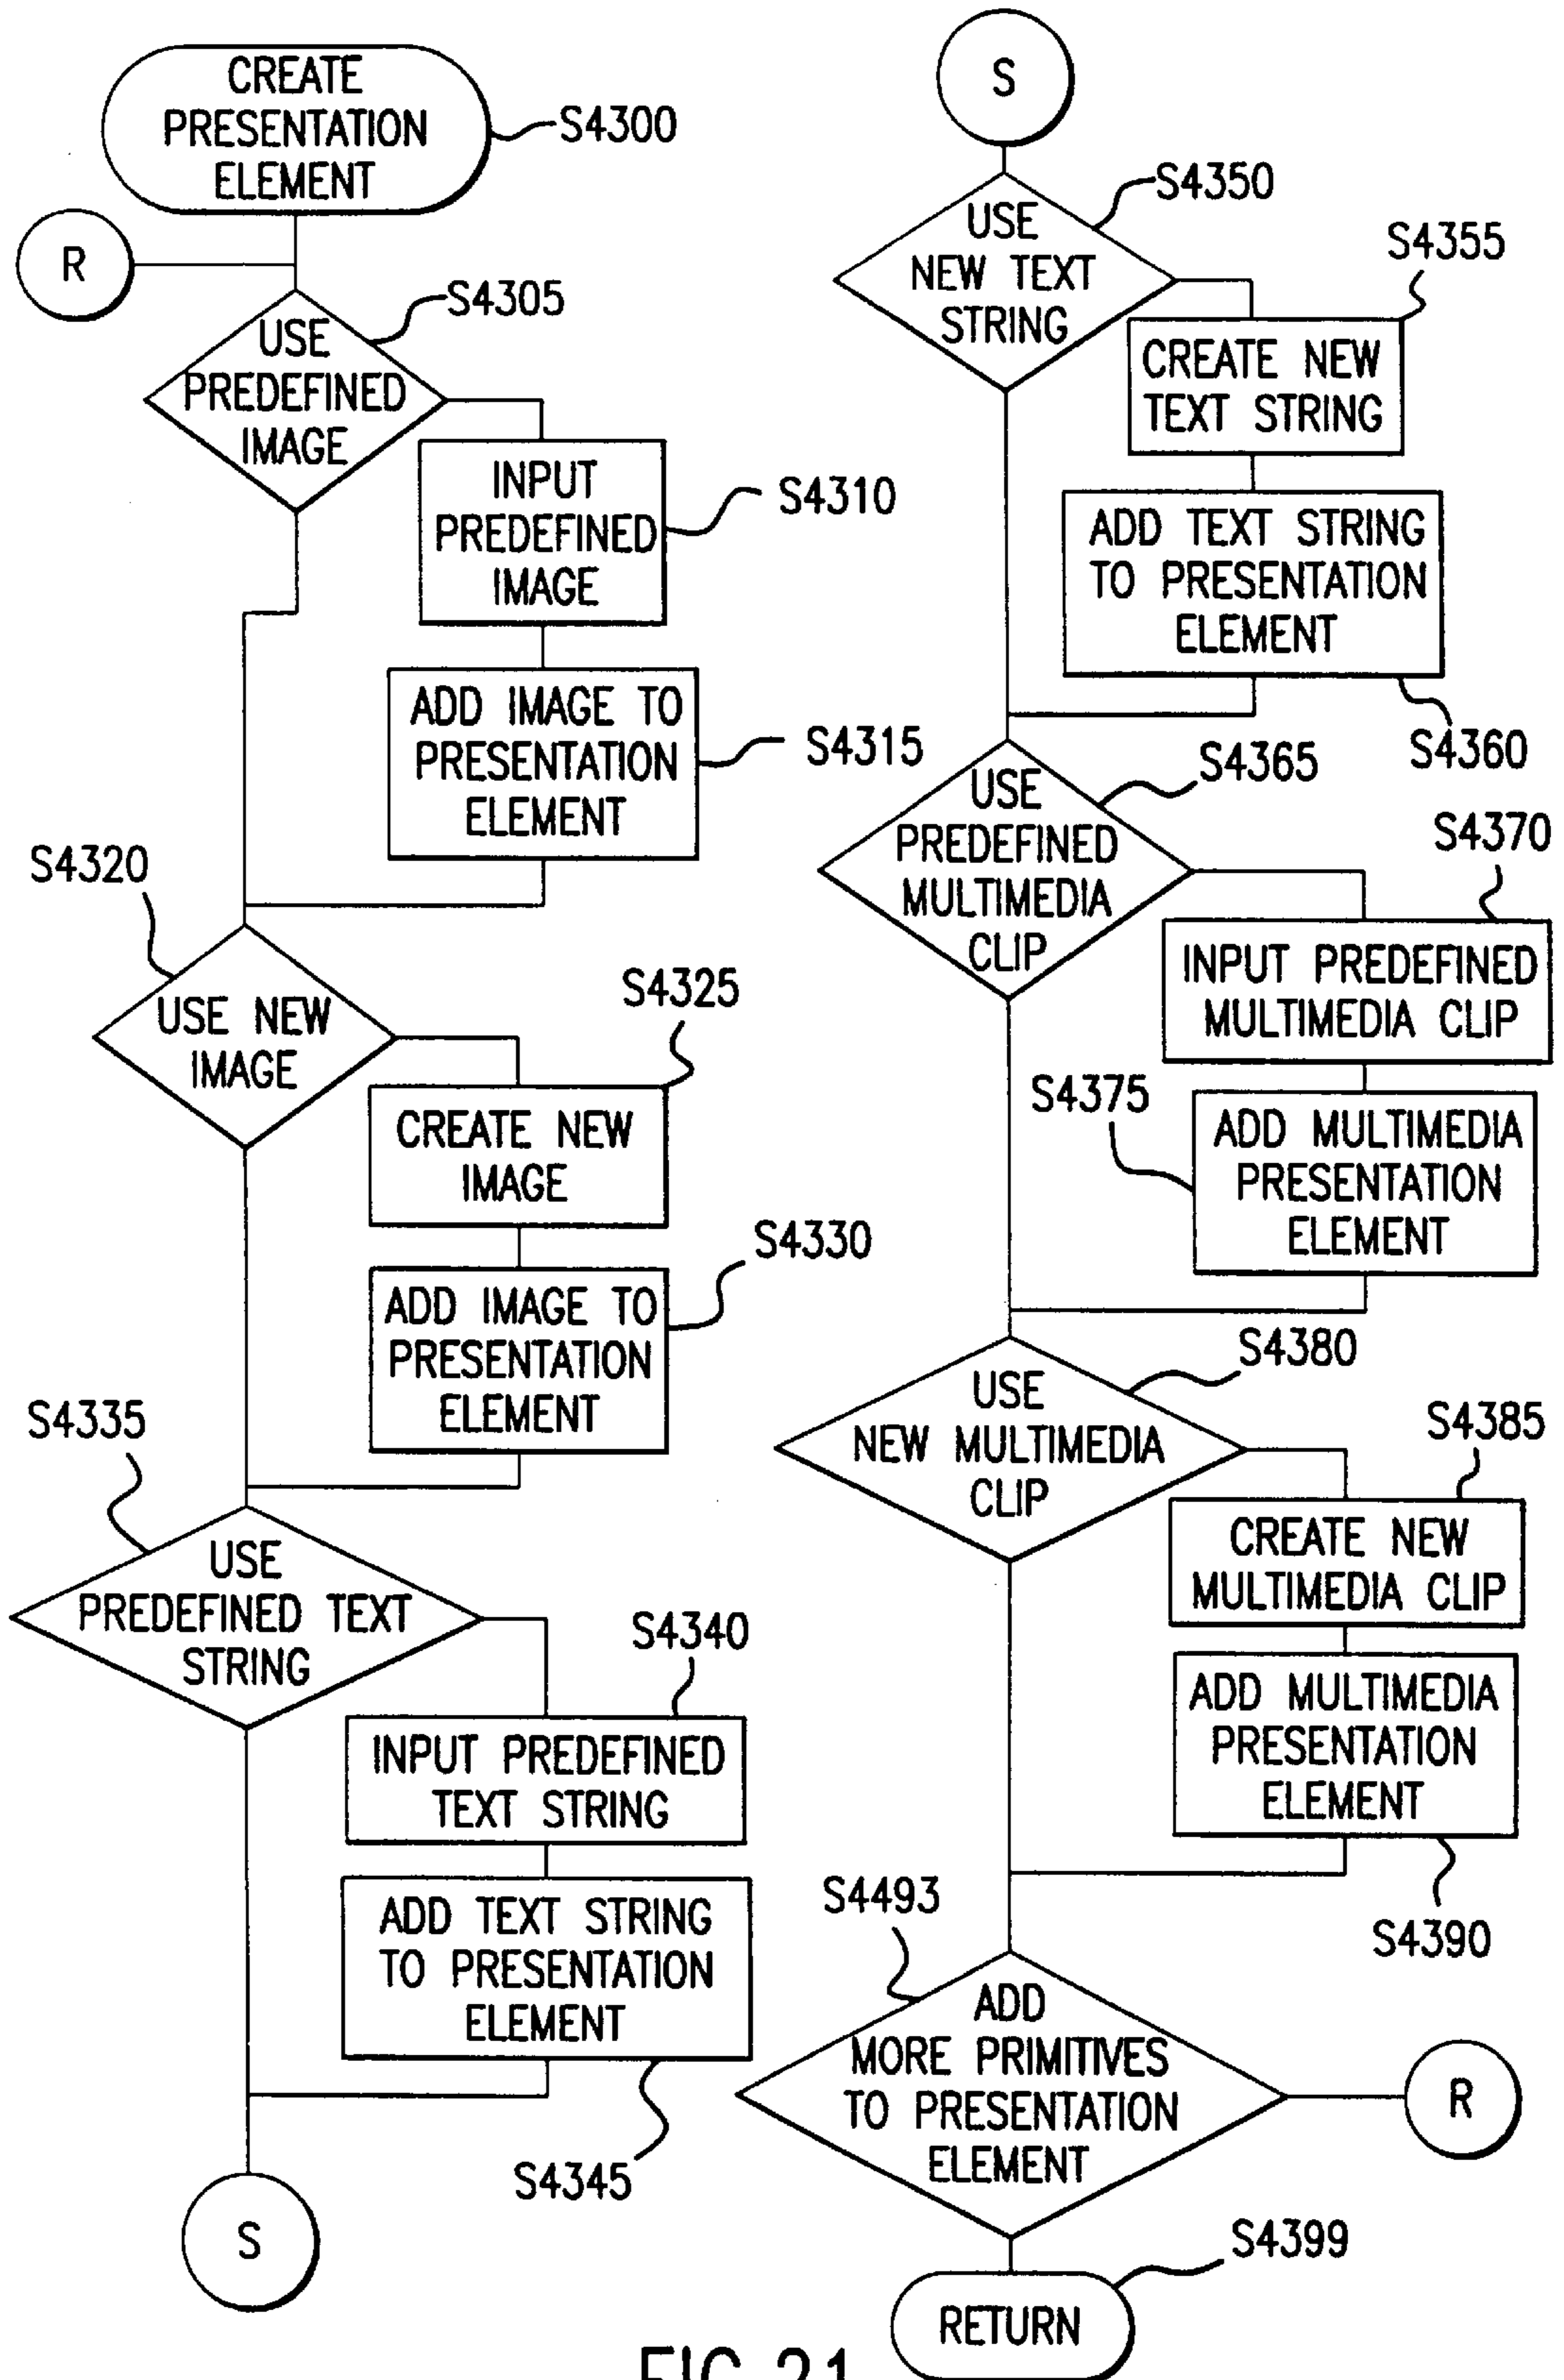 CREATE
PRESENTATION
ELEMENT
S4300
R
S4305
USE
PREDEFINED
IMAGE
INPUT
PREDEFINED
IMAGE
S4310
ADD IMAGE TO
PRESENTATION
ELEMENT
S4315
S4320
USE NEW
IMAGE
S4325
CREATE NEW
IMAGE
S4330
ADD IMAGE TO
PRESENTATION
ELEMENT
S4335
USE
PREDEFINED TEXT
STRING
S4340
INPUT PREDEFINED
TEXT STRING
ADD TEXT STRING
TO PRESENTATION
ELEMENT
S4345
S
S
S4350
USE
NEW TEXT
STRING
S4355
CREATE NEW
TEXT STRING
ADD TEXT STRING
TO PRESENTATION
ELEMENT
S4360
S4365
USE
PREDEFINED
MULTIMEDIA
CLIP
S4370
INPUT PREDEFINED
MULTIMEDIA CLIP
S4375
ADD MULTIMEDIA
PRESENTATION
ELEMENT
S4380
USE
NEW MULTIMEDIA
CLIP
S4385
CREATE NEW
MULTIMEDIA CLIP
ADD MULTIMEDIA
PRESENTATION
ELEMENT
S4390
S4493
ADD
MORE PRIMITIVES
TO PRESENTATION
ELEMENT
R
S4399
RETURN
FIG.21